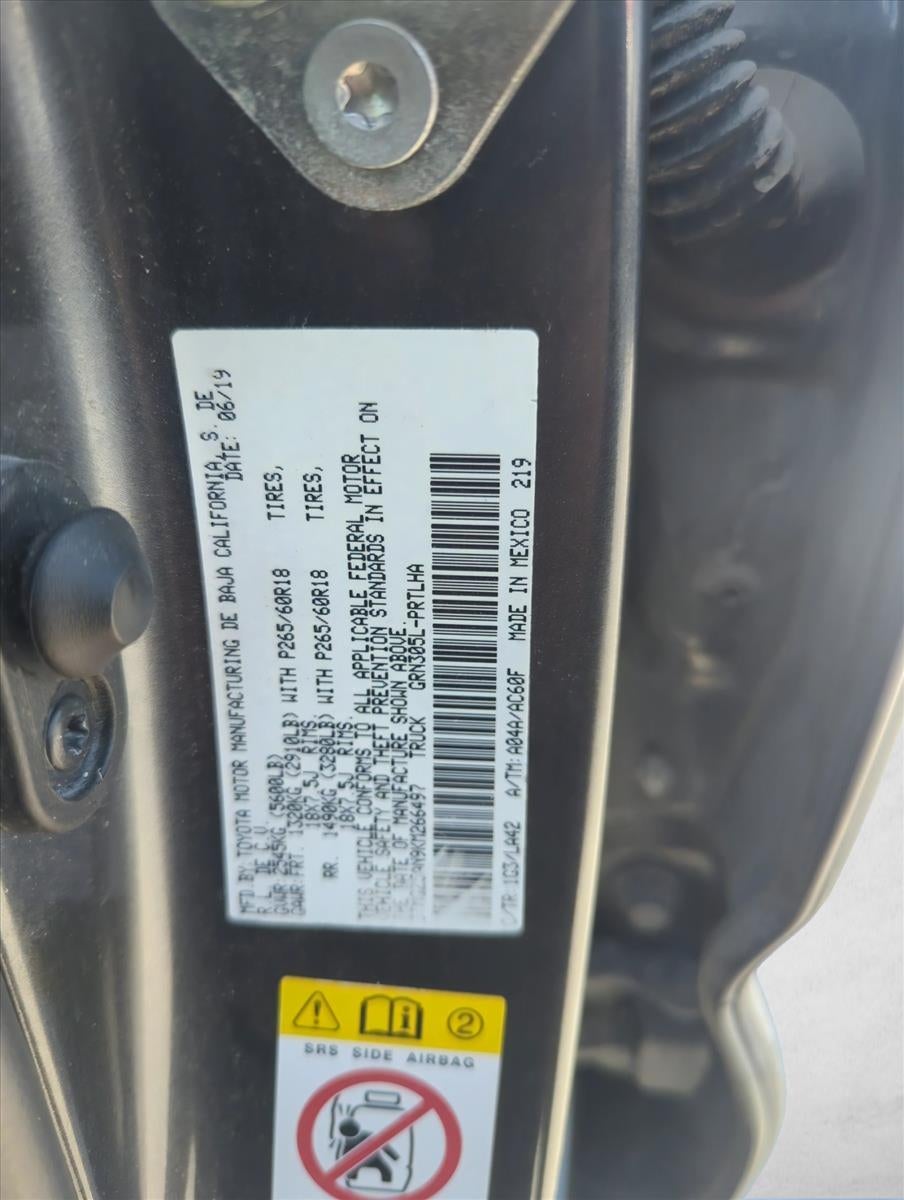 MFD.BY:TOYOTA MOTOR MANUFACTURING DE BAJA CALIFORNIA, S. DE
R.L. DE C.V. DATE: 06/19
GVWR: 2545KG (5600LB)
GAWR:FRT. 1320KG (2910LB) WITH P265/60R18 TIRES,
18X7.5J RIMS.
RR. 1490KG (3280LB) WITH P265/60R18 TIRES,
18X7.5J RIMS.
THIS VEHICLE CONFORMS TO ALL APPLICABLE FEDERAL MOTOR
VEHICLE SAFETY AND THEFT PREVENTION STANDARDS IN EFFECT ON
THE DATE OF MANUFACTURE SHOWN ABOVE.
TRUCK GRN305L-PRTLHA
C/TR:1G3/LA42 A/TM:A04A/AC60F MADE IN MEXICO 219
2
SRS SIDE AIRBAG